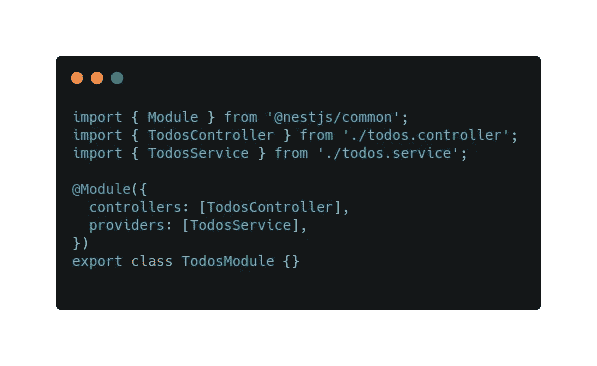 import { Module } from '@nestjs/common';
import { TodosController } from './todos.controller';
import { TodosService } from './todos.service';

@Module({
  controllers: [TodosController],
  providers: [TodosService],
})
export class TodosModule {}